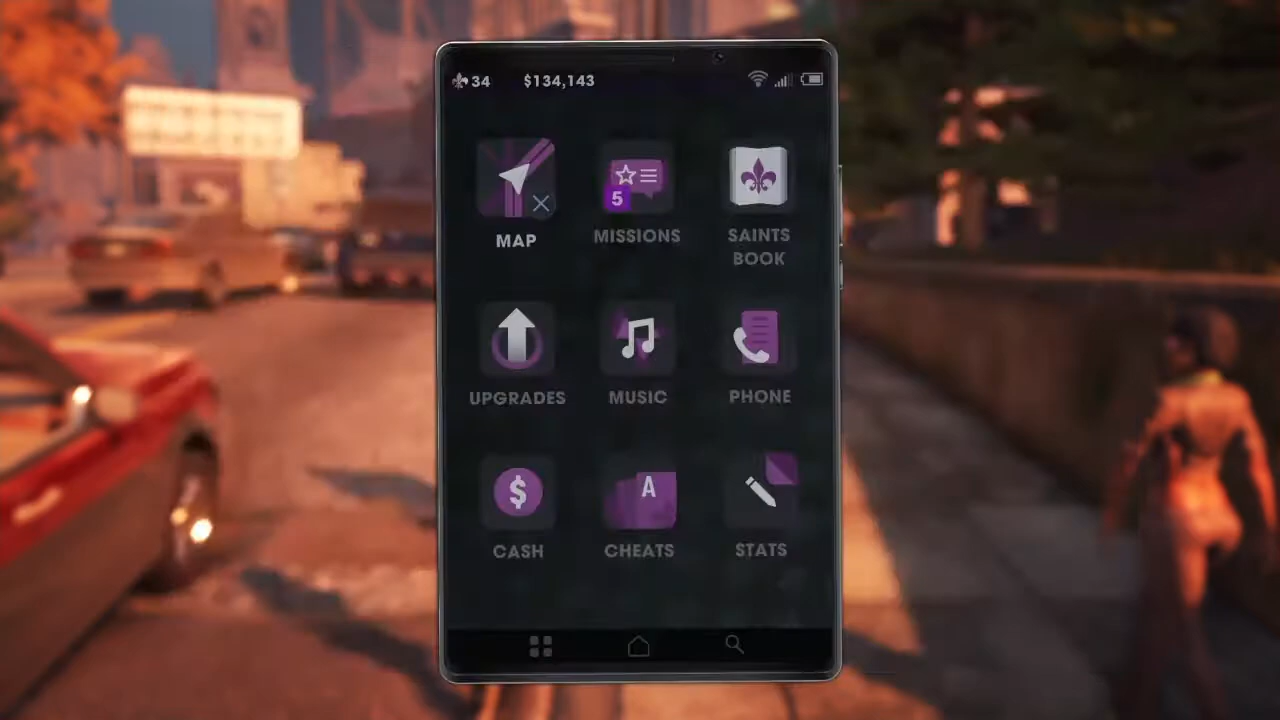 34 $134,143
MAP
MISSIONS
5
SAINTS
BOOK
UPGRADES
MUSIC
PHONE
$
CASH
A
CHEATS
STATS